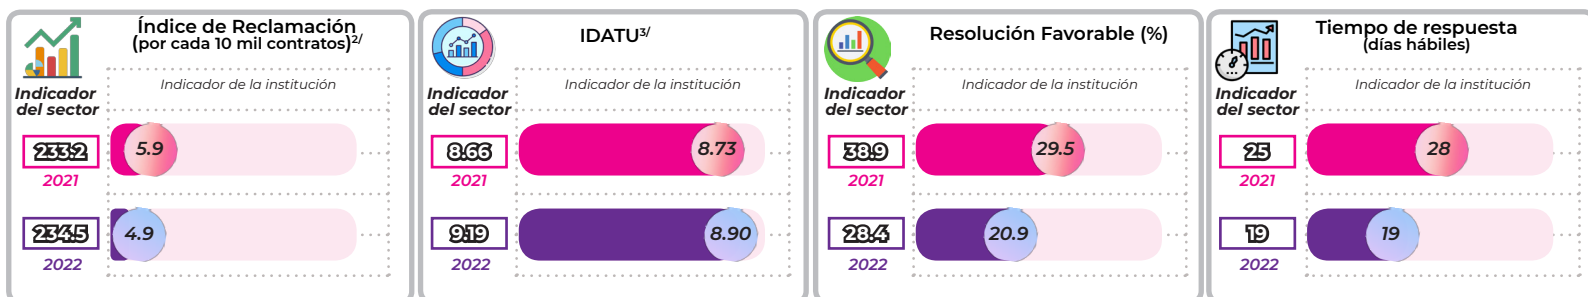 Índice de Reclamación
(por cada 10 mil contratos)2/
Indicador de la institución
Indicador
del sector
233.2
5.9
2021
234.5
4.9
2022
IDATU3/
Indicador de la institución
Indicador
del sector
8.66
8.73
2021
9.19
8.90
2022
Resolución Favorable (%)
Indicador de la institución
Indicador
del sector
38.9
29.5
2021
28.4
20.9
2022
Tiempo de respuesta
(días hábiles)
Indicador de la institución
Indicador
del sector
25
28
2021
19
19
2022